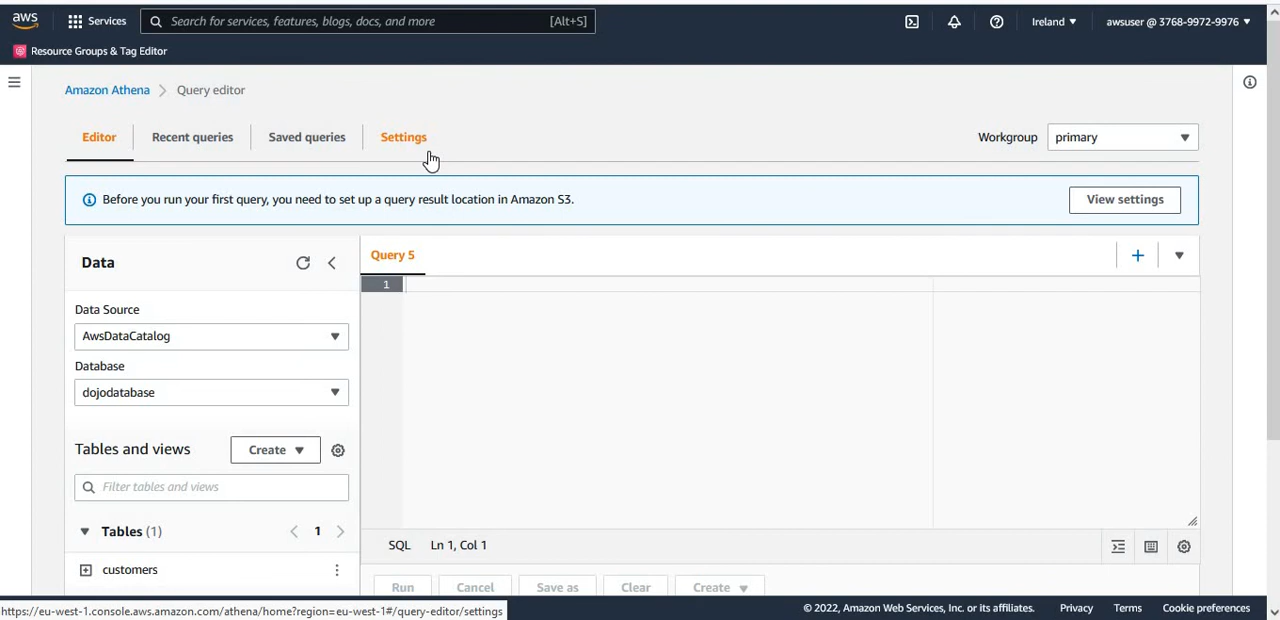 aws
Services
Search for services, features, blogs, docs, and more
[Alt+S]
Ireland
awsuser @ 3768-9972-9976
Resource Groups & Tag Editor
Amazon Athena
Query editor
Editor
Recent queries
Saved queries
Settings
Workgroup
primary
Before you run your first query, you need to set up a query result location in Amazon S3.
View settings
Data
Query 5
1
Data Source
AwsDataCatalog
Database
dojodatabase
Tables and views
Create
Filter tables and views
Tables (1)
1
customers
SQL
Ln 1, Col 1
Run
Cancel
Save as
Clear
Create
https://eu-west-1.console.aws.amazon.com/athena/home?region=eu-west-1#/query-editor/settings
© 2022, Amazon Web Services, Inc. or its affiliates.
Privacy
Terms
Cookie preferences